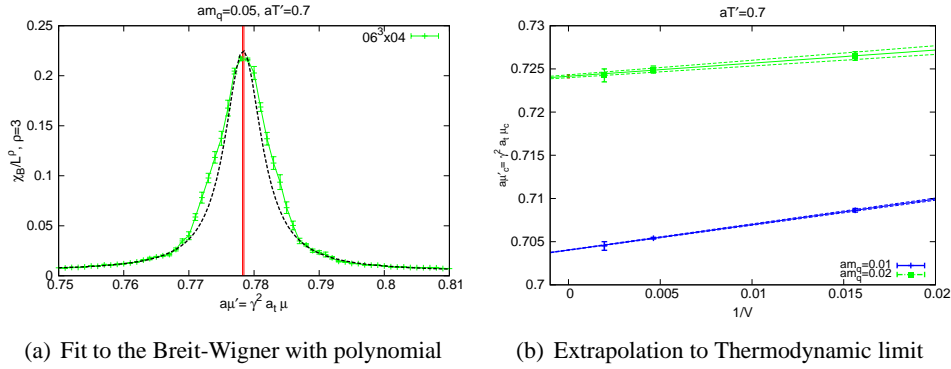 am_q=0.05, aT'=0.7
06³x04
χ_B/L^ρ, ρ=3
0.25
0.2
0.15
0.1
0.05
0
0.75
0.76
0.77
0.78
0.79
0.8
0.81
aμ'= γ² a_t μ
(a) Fit to the Breit-Wigner with polynomial
aT'=0.7
aμ'_c= γ² a_t μ_c
0.73
0.725
0.72
0.715
0.71
0.705
0.7
am_q=0.01
am_q=0.02
0
0.005
0.01
0.015
0.02
1/V
(b) Extrapolation to Thermodynamic limit